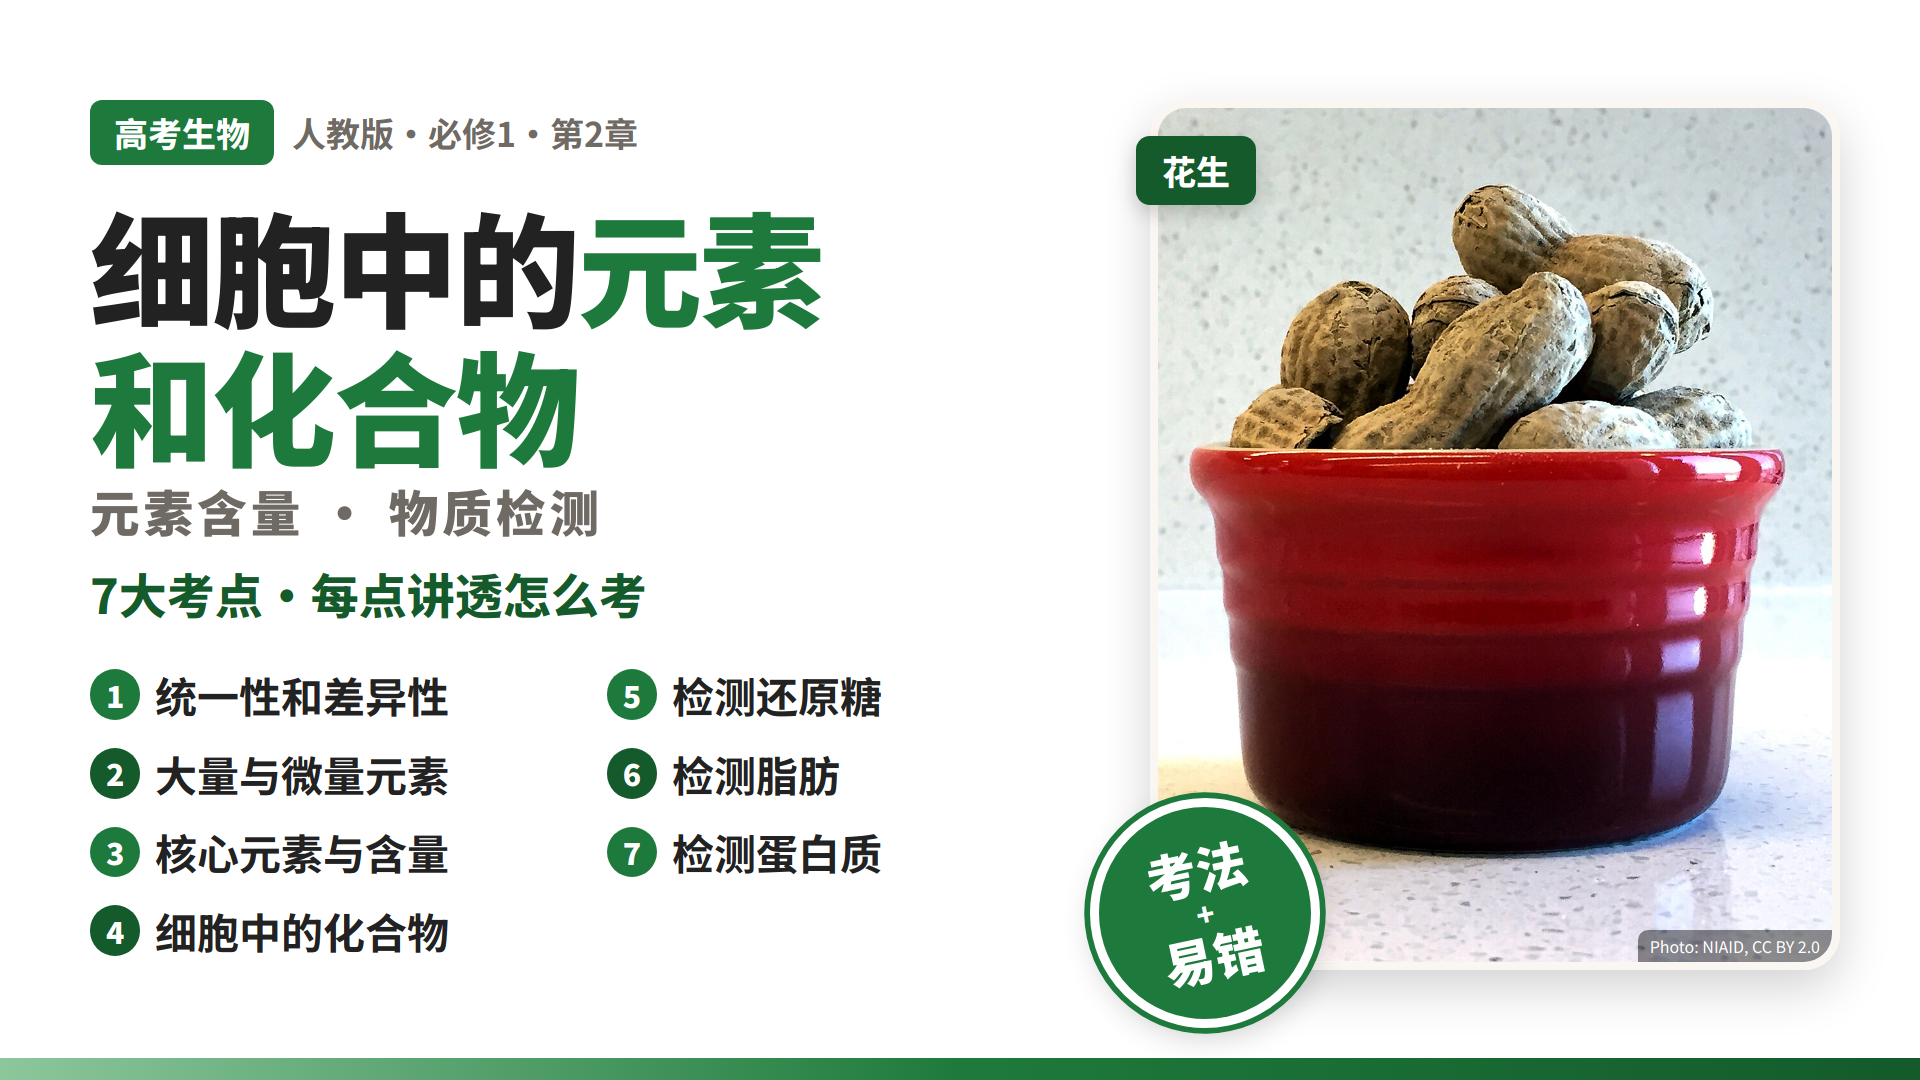 高考生物 人教版·必修1·第2章
细胞中的元素
和化合物
元素含量 · 物质检测
7大考点·每点讲透怎么考
1 统一性和差异性
2 大量与微量元素
3 核心元素与含量
4 细胞中的化合物
5 检测还原糖
6 检测脂肪
7 检测蛋白质
花生
考法
+
易错
Photo: NIAID, CC BY 2.0